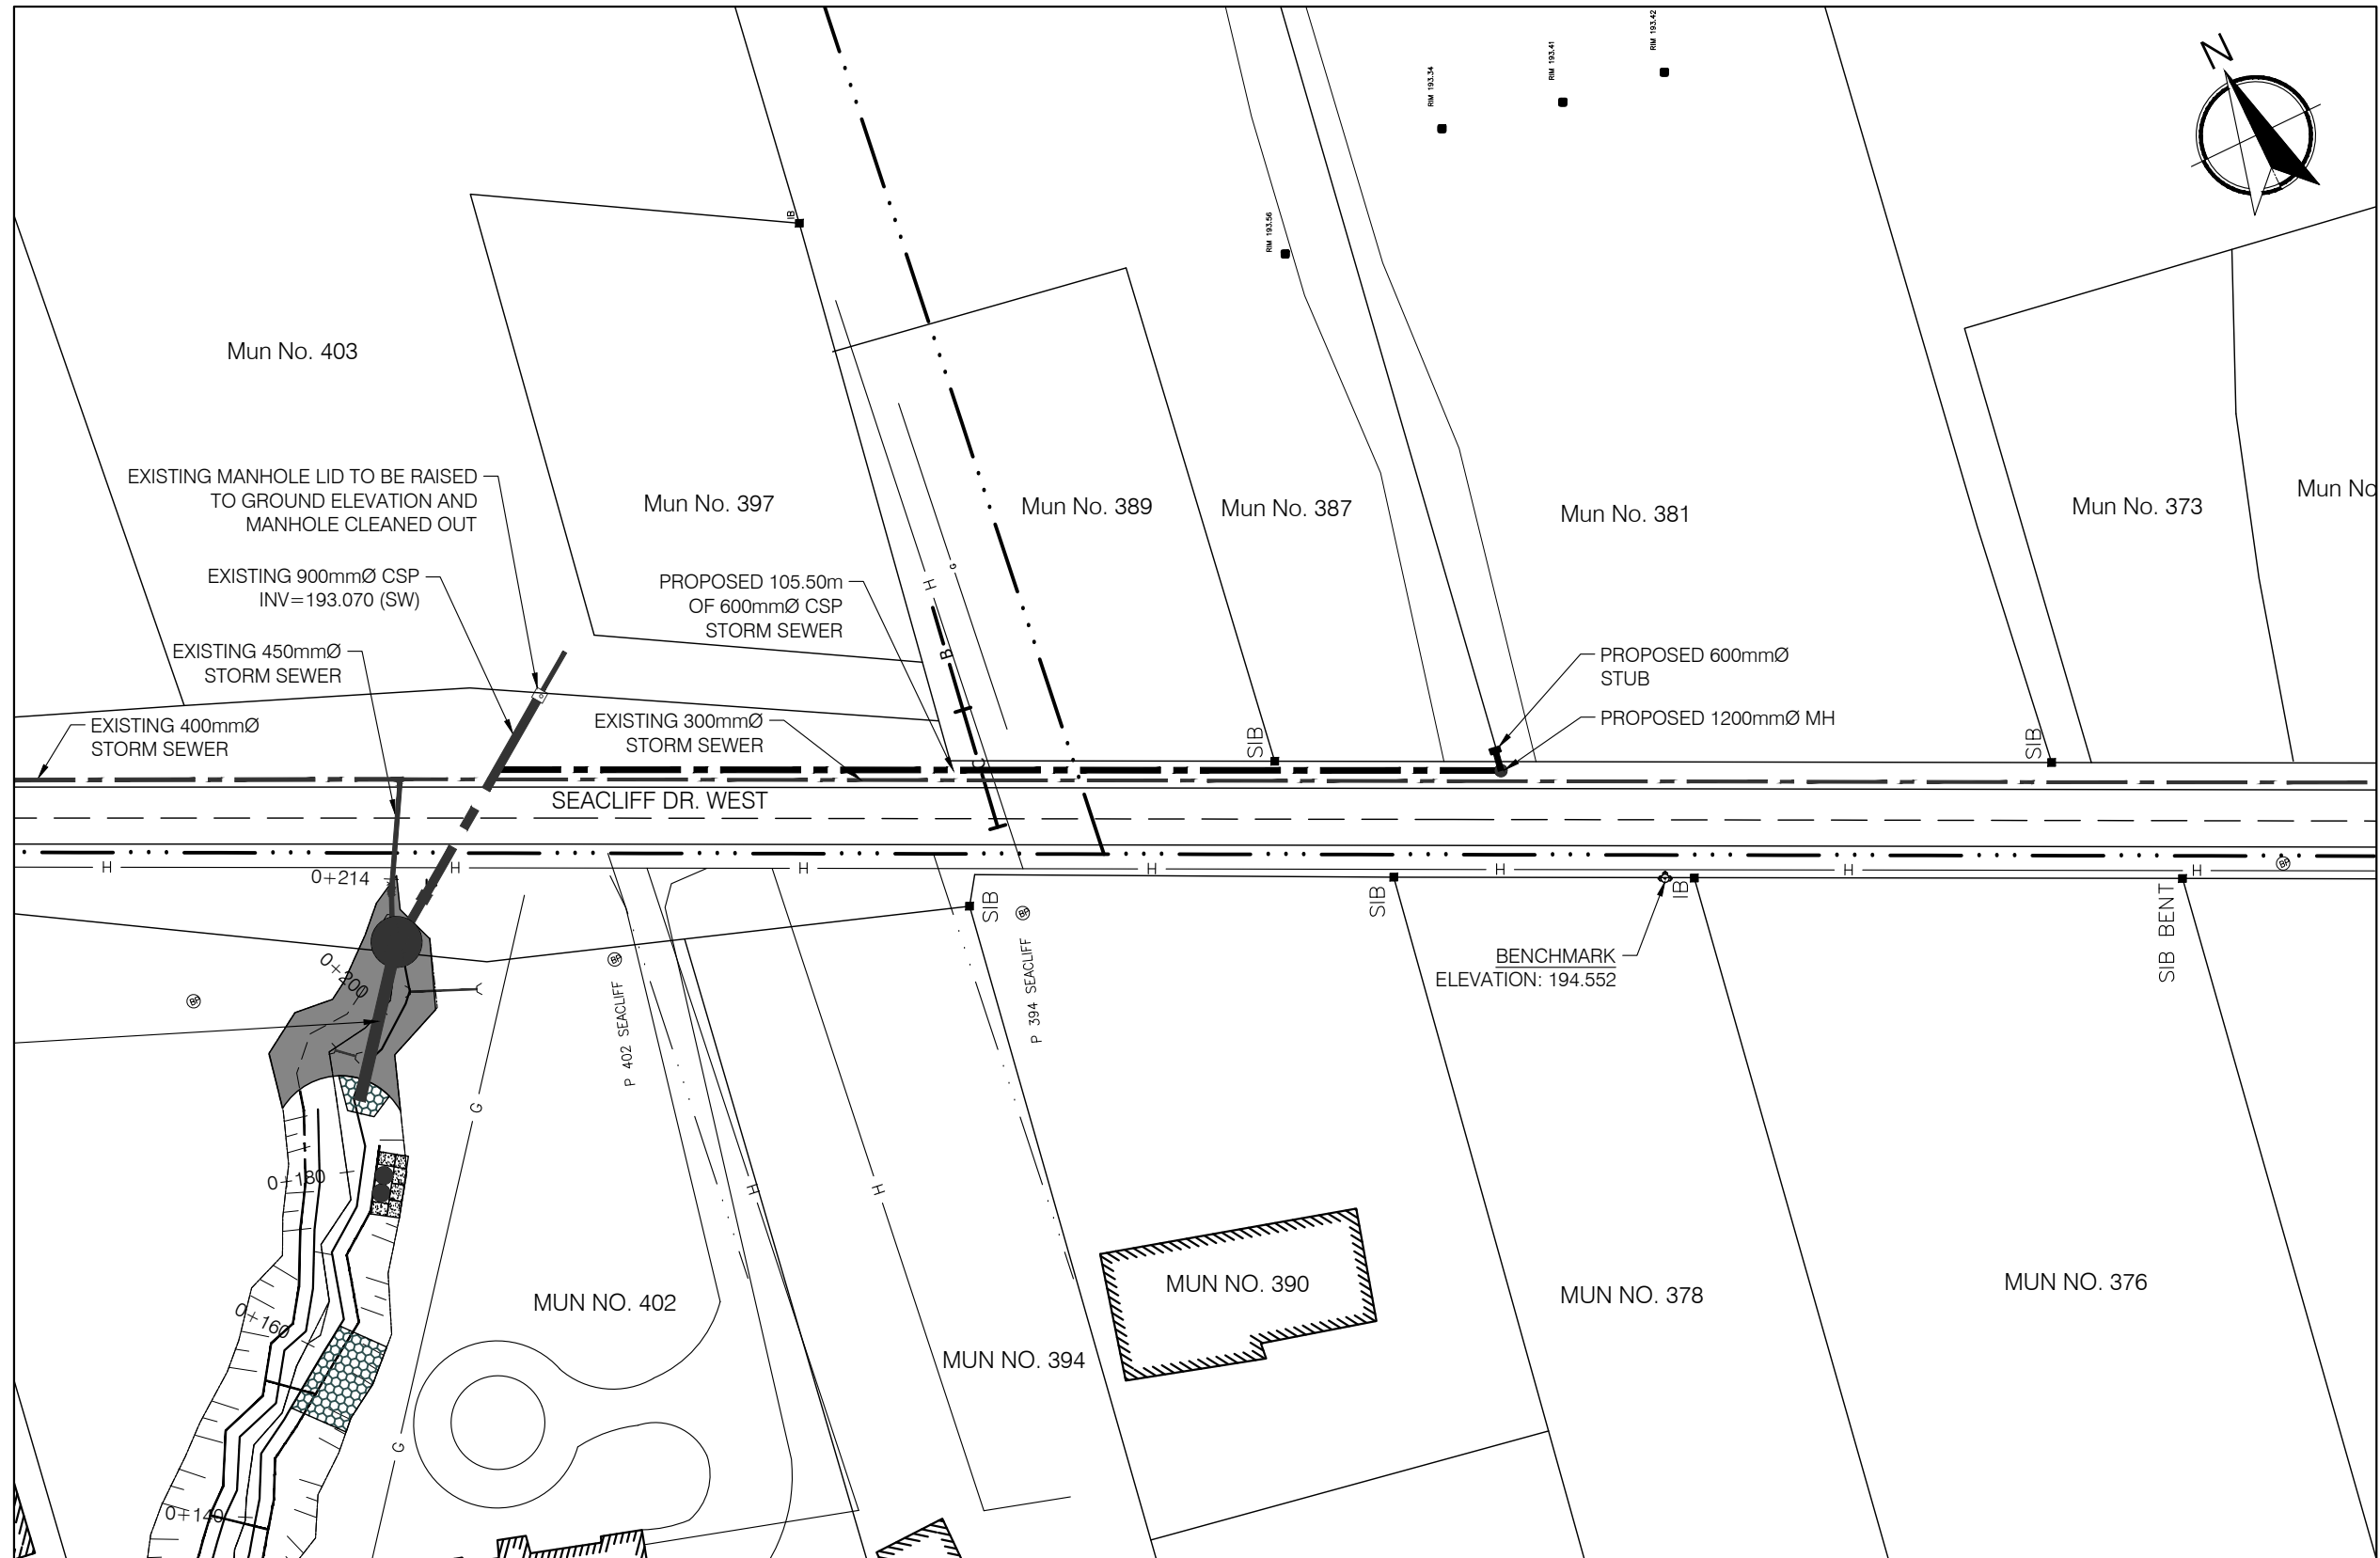 RIM 193.42
RIM 193.41
RIM 193.34
N
RIM 193.56
IB
Mun No. 403
EXISTING MANHOLE LID TO BE RAISED
TO GROUND ELEVATION AND
MANHOLE CLEANED OUT
Mun No. 397
Mun No. 389
Mun No. 387
Mun No. 381
Mun No. 373
Mun No
EXISTING 900mmØ CSP
INV=193.070 (SW)
PROPOSED 105.50m
OF 600mmØ CSP
STORM SEWER
H
G
B
C
EXISTING 450mmØ
STORM SEWER
PROPOSED 600mmØ
STUB
EXISTING 400mmØ
STORM SEWER
EXISTING 300mmØ
STORM SEWER
PROPOSED 1200mmØ MH
SIB
SIB
SEACLIFF DR. WEST
H
H
H
H
H
H
H
BP
0+214
SIB
SIB
IB
SIB BENT
BP
BP
BP
0+200
P 402 SEACLIFF
P 394 SEACLIFF
BENCHMARK
ELEVATION: 194.552
G
0+180
H
H
MUN NO. 402
MUN NO. 390
MUN NO. 378
MUN NO. 376
0+160
MUN NO. 394
G
0+140